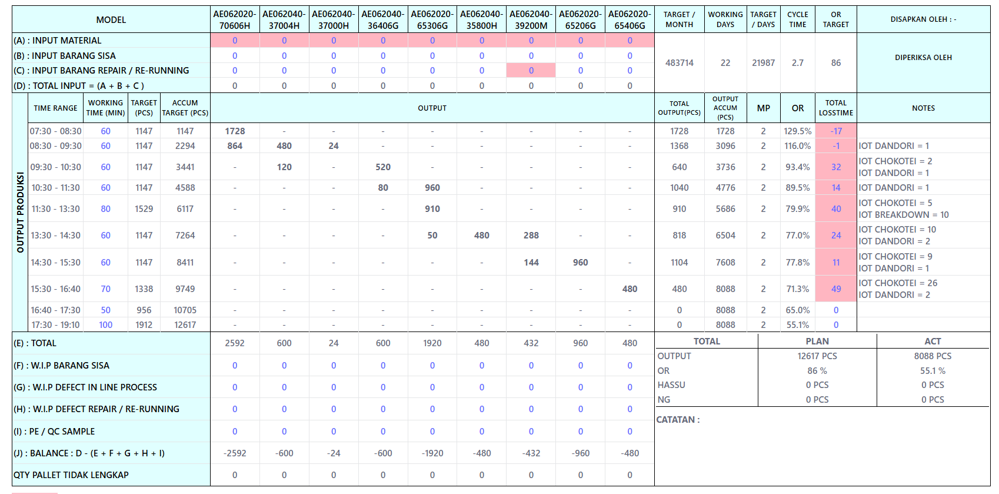 MODEL AE062020-70606H AE062040-37004H AE062040-37000H AE062040-36406G AE062020-65306G AE062040-35800H AE062040-39200M AE062020-65206G AE062020-65406G TARGET / MONTH WORKING DAYS TARGET / DAYS CYCLE TIME OR TARGET DISAPKAN OLEH : -
(A) : INPUT MATERIAL 0 0 0 0 0 0 0 0 0
(B) : INPUT BARANG SISA 0 0 0 0 0 0 0 0 0 483714 22 21987 2.7 86 DIPERIKSA OLEH
(C) : INPUT BARANG REPAIR / RE-RUNNING 0 0 0 0 0 0 0 0 0
(D) : TOTAL INPUT = (A + B + C ) 0 0 0 0 0 0 0 0 0
OUTPUT PRODUKSI
TIME RANGE WORKING TIME (MIN) TARGET (PCS) ACCUM TARGET (PCS) OUTPUT TOTAL OUTPUT(PCS) OUTPUT ACCUM (PCS) MP OR TOTAL LOSSTIME NOTES
07:30 - 08:30 60 1147 1147 1728 - - - - - - - - 1728 1728 2 129.5% -17
08:30 - 09:30 60 1147 2294 864 480 24 - - - - - - 1368 3096 2 116.0% -1 IOT DANDORI = 1
09:30 - 10:30 60 1147 3441 - 120 - 520 - - - - - 640 3736 2 93.4% 32 IOT CHOKOTEI = 2
IOT DANDORI = 1
10:30 - 11:30 60 1147 4588 - - - 80 960 - - - - 1040 4776 2 89.5% 14 IOT DANDORI = 1
11:30 - 13:30 80 1529 6117 - - - - 910 - - - - 910 5686 2 79.9% 40 IOT CHOKOTEI = 5
IOT BREAKDOWN = 10
13:30 - 14:30 60 1147 7264 - - - - 50 480 288 - - 818 6504 2 77.0% 24 IOT CHOKOTEI = 10
IOT DANDORI = 2
14:30 - 15:30 60 1147 8411 - - - - - - 144 960 - 1104 7608 2 77.8% 11 IOT CHOKOTEI = 9
IOT DANDORI = 1
15:30 - 16:40 70 1338 9749 - - - - - - - - 480 480 8088 2 71.3% 49 IOT CHOKOTEI = 26
IOT DANDORI = 2
16:40 - 17:30 50 956 10705 - - - - - - - - - 0 8088 2 65.0% 0
17:30 - 19:10 100 1912 12617 - - - - - - - - - 0 8088 2 55.1% 0
(E) : TOTAL 2592 600 24 600 1920 480 432 960 480
(F) : W.I.P BARANG SISA 0 0 0 0 0 0 0 0 0
(G) : W.I.P DEFECT IN LINE PROCESS 0 0 0 0 0 0 0 0 0
(H) : W.I.P DEFECT REPAIR / RE-RUNNING 0 0 0 0 0 0 0 0 0
(I) : PE / QC SAMPLE 0 0 0 0 0 0 0 0 0
(J) : BALANCE : D - (E + F + G + H + I) -2592 -600 -24 -600 -1920 -480 -432 -960 -480
QTY PALLET TIDAK LENGKAP 0 0 0 0 0 0 0 0 0
TOTAL PLAN ACT
OUTPUT 12617 PCS 8088 PCS
OR 86 % 55.1 %
HASSU 0 PCS 0 PCS
NG 0 PCS 0 PCS
CATATAN :